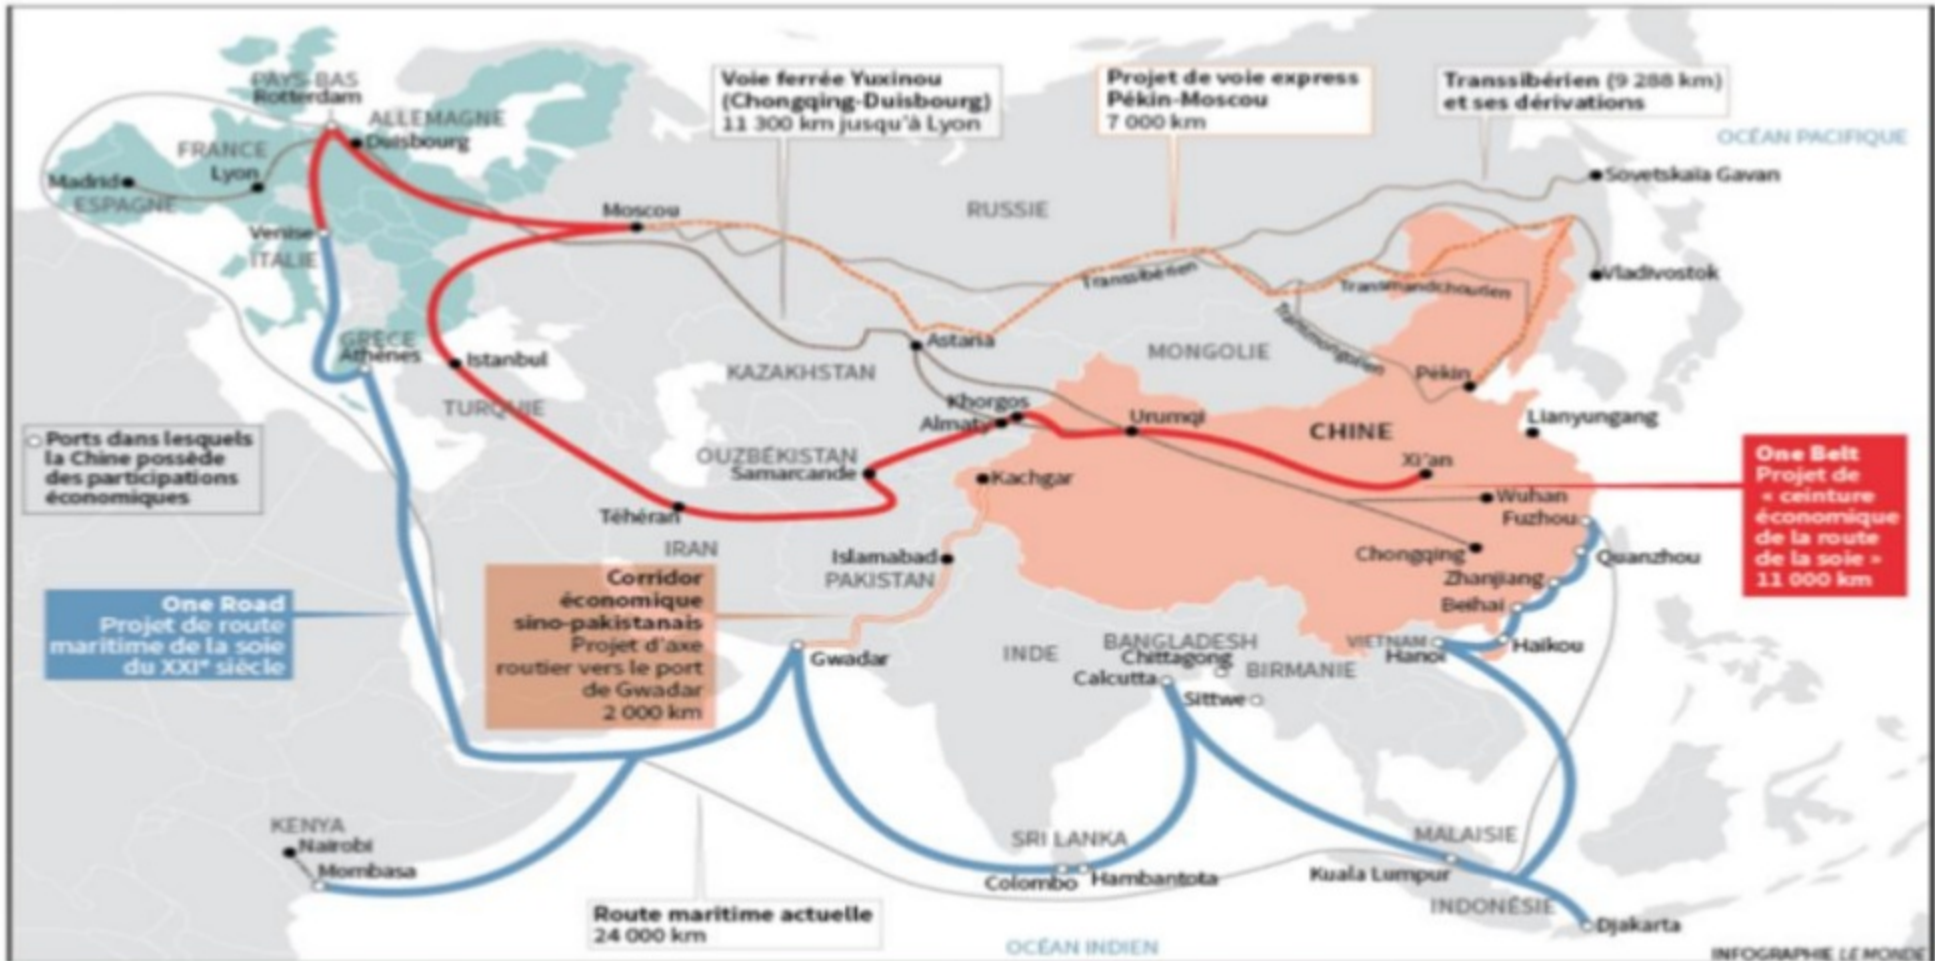 PAYS-BAS
Rotterdam
ALLEMAGNE
Duisbourg
FRANCE
Lyon
Madrid
ESPAGNE
Venise
ITALIE
GRÈCE
Athènes
Istanbul
TURQUIE
Moscou
Voie ferrée Yuxinou
(Chongqing-Duisbourg)
11 300 km jusqu'à Lyon
Projet de voie express
Pékin-Moscou
7 000 km
Transsibérien (9 288 km)
et ses dérivations
OCÉAN PACIFIQUE
Sovetskaïa Gavan
RUSSIE
Vladivostok
Transsibérien
Transmandchourien
Transmongolien
Astana
KAZAKHSTAN
MONGOLIE
Pékin
Khorgos
Almaty
Urumqi
CHINE
Lianyungang
OUZBÉKISTAN
Samarcande
Kachgar
Xi'an
Wuhan
Fuzhou
Téhéran
IRAN
Islamabad
PAKISTAN
Chongqing
Quanzhou
Zhanjiang
Beihai
Haikou
VIETNAM
Hanoï
Ports dans lesquels
la Chine possède
des participations
économiques
One Belt
Projet de
« ceinture
économique
de la route
de la soie »
11 000 km
One Road
Projet de route
maritime de la soie
du XXIe siècle
Corridor
économique
sino-pakistanais
Projet d'axe
routier vers le port
de Gwadar
2 000 km
Gwadar
INDE
BANGLADESH
Chittagong
Calcutta
BIRMANIE
Sittwe
KENYA
Nairobi
Mombasa
SRI LANKA
Colombo
Hambantota
MALAISIE
Kuala Lumpur
INDONÉSIE
Djakarta
Route maritime actuelle
24 000 km
OCÉAN INDIEN
INFOGRAPHIE LE MONDE